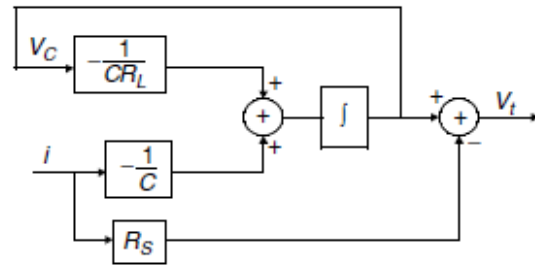 V_C
-1/(CR_L)
+
+
+
∫
+
+
−
V_t
i
-1/C
R_S